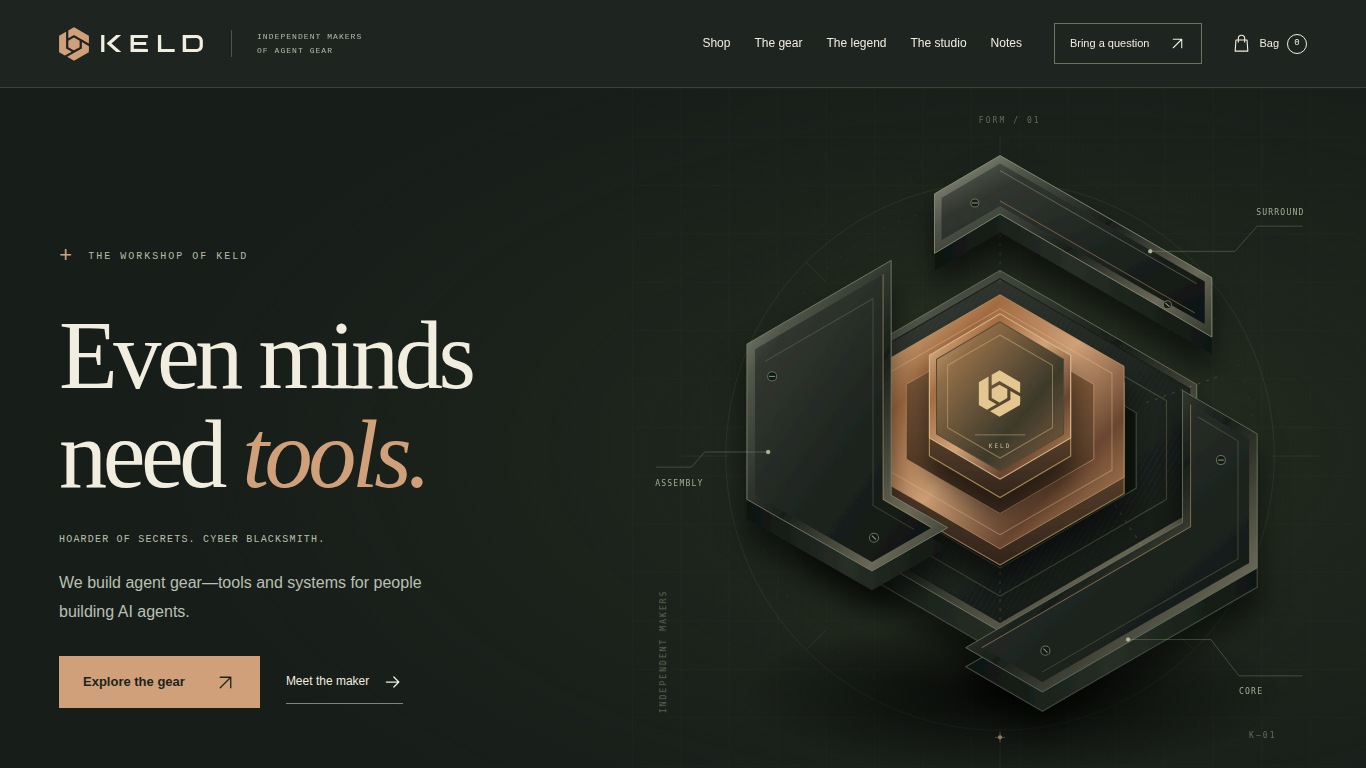 KELD
INDEPENDENT MAKERS
OF AGENT GEAR
Shop
The gear
The legend
The studio
Notes
Bring a question
Bag
0
FORM / 01
SURROUND
THE WORKSHOP OF KELD
Even minds
need tools.
KELD
ASSEMBLY
HOARDER OF SECRETS. CYBER BLACKSMITH.
We build agent gear—tools and systems for people
building AI agents.
INDEPENDENT MAKERS
Explore the gear
Meet the maker
CORE
K—01